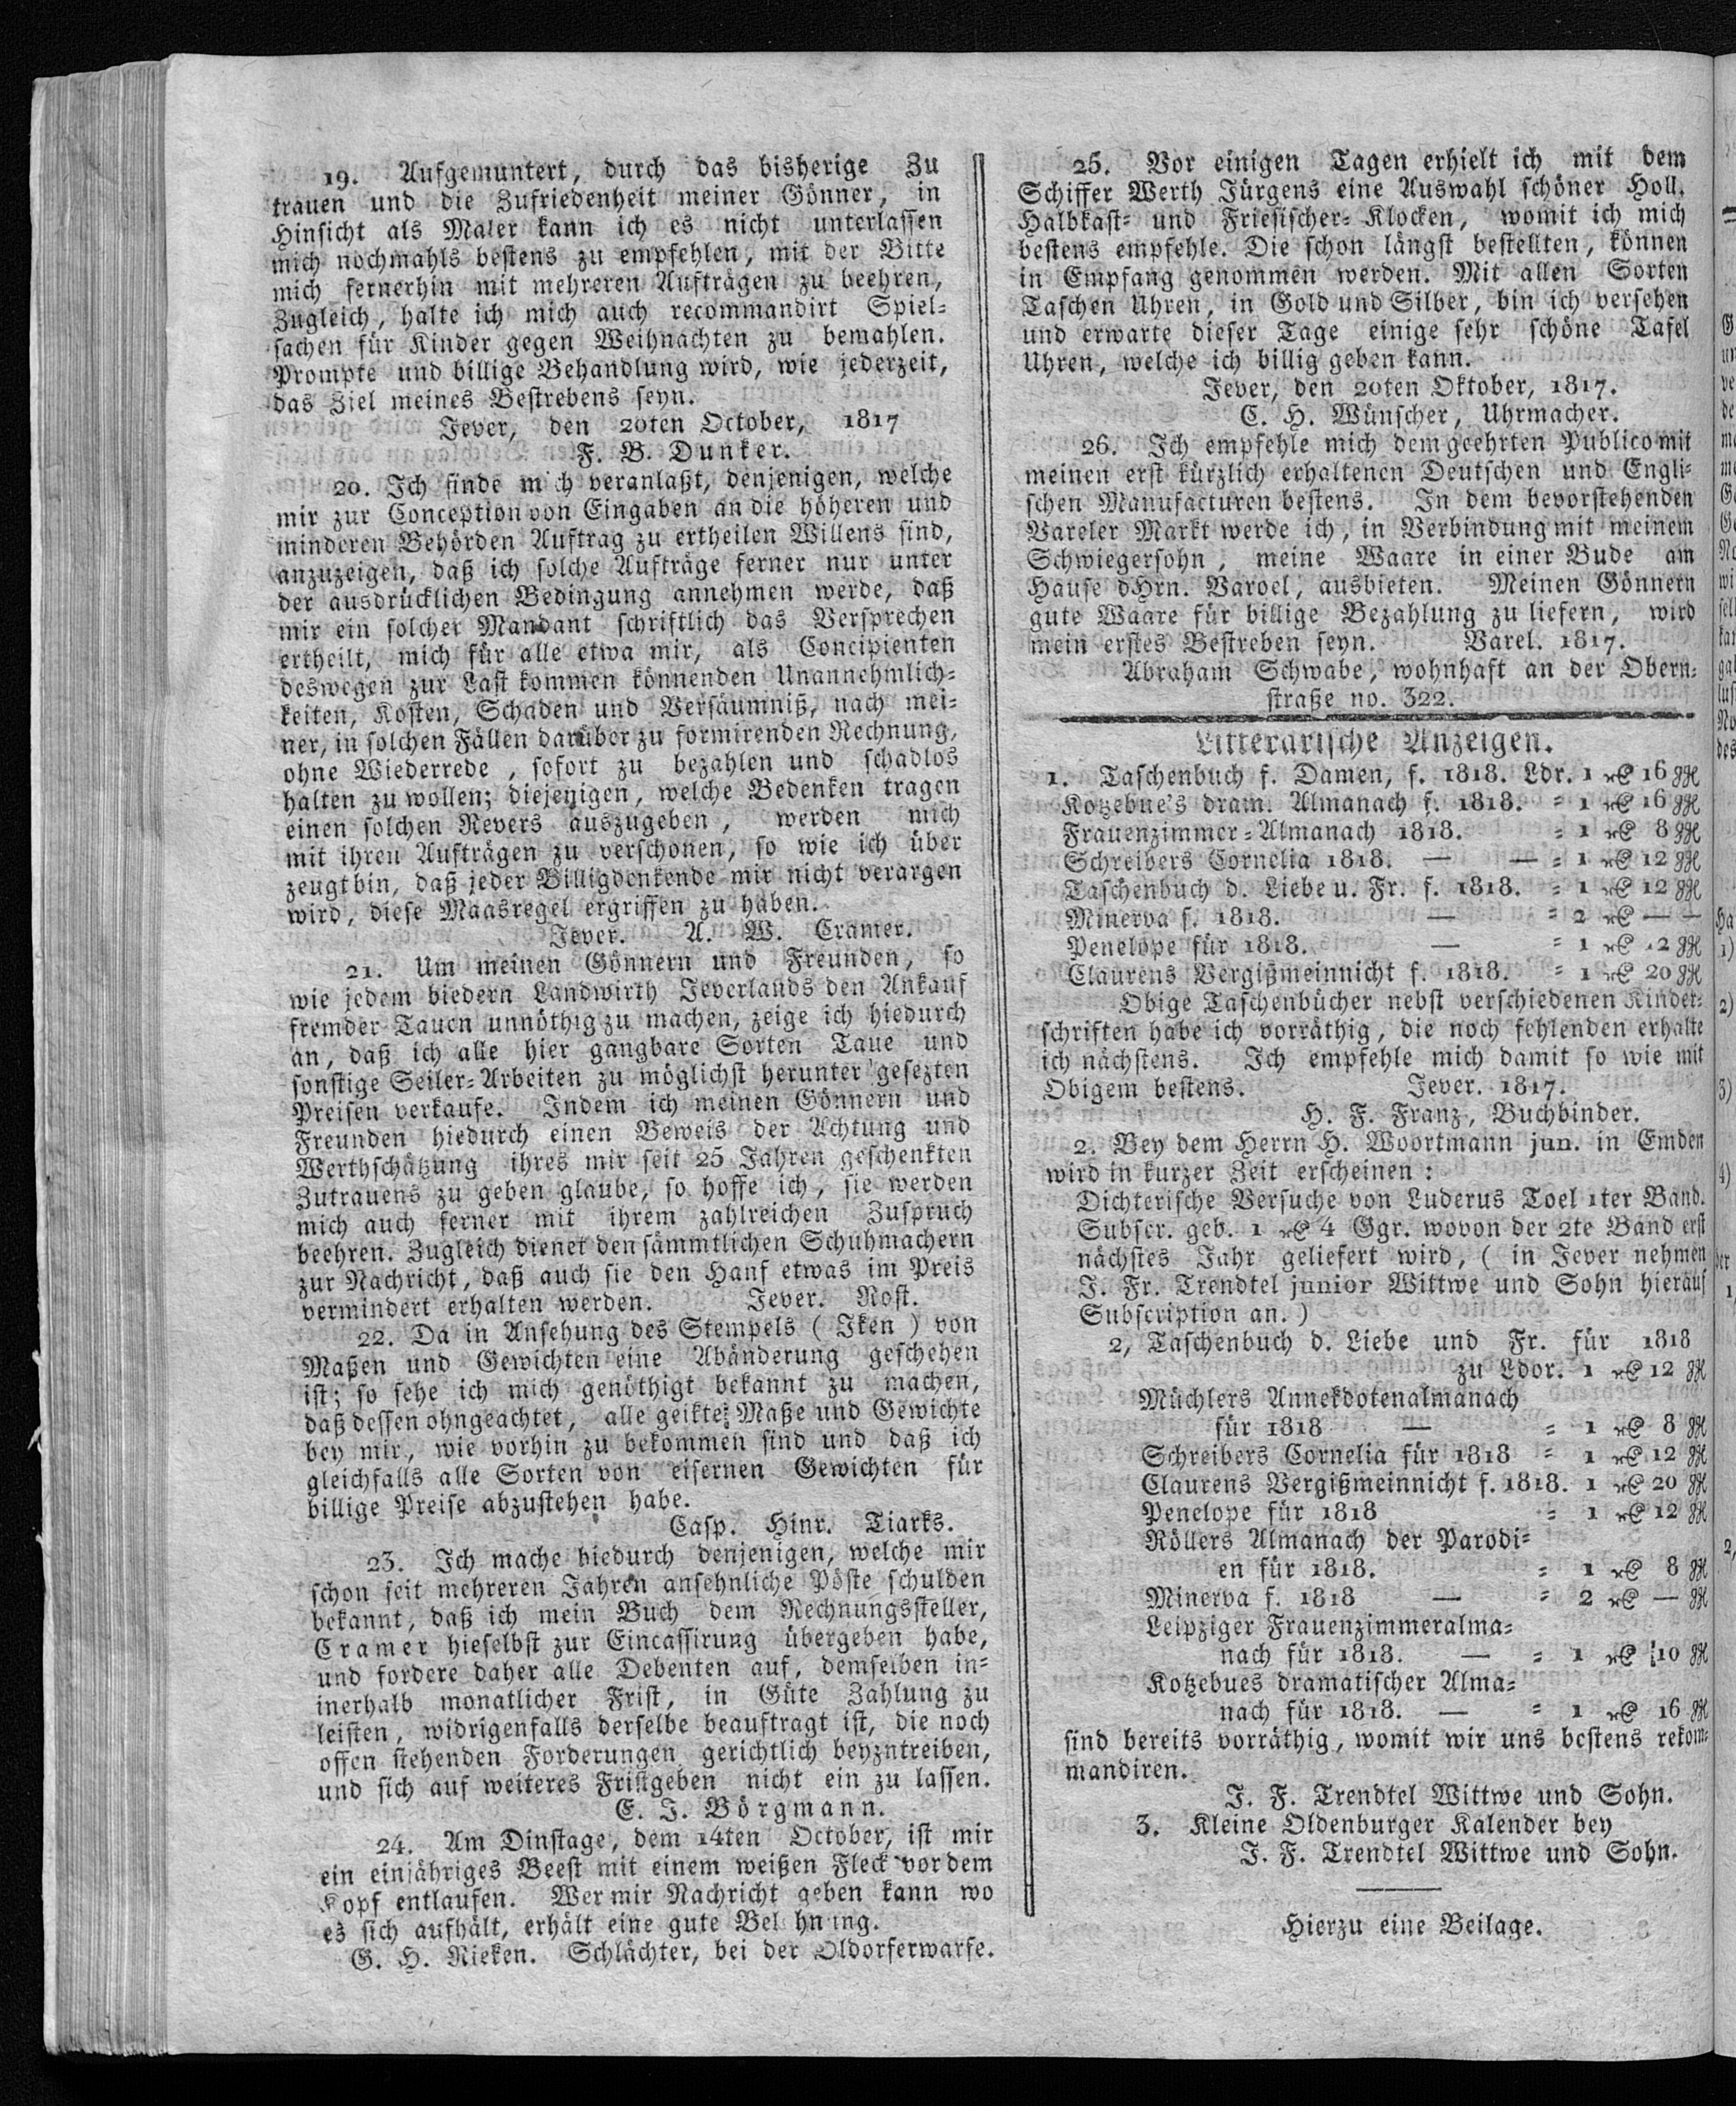 19. Aufgemuntert, durch das bisherige Zu
trauen und die Zufriedenheit meiner Gönner, in
Hinsicht als Maler kann ich es nicht unterlassen
mich nochmahls bestens zu empfehlen, mit der Bitte
mich fernerhin mit mehreren Aufträgen zu beehren,
Zugleich, halte ich mich auch recommandirt Spiel-
sachen für Kinder gegen Weihnachten zu bemahlen.
Prompte und billige Behandlung wird, wie jederzeit,
das Ziel meines Bestrebens seyn.
Jever, den 20ten October, 1817
F. B. Dunker.
20. Ich finde mich veranlaßt, denjenigen, welche
mir zur Conception von Eingaben an die höheren und
minderen Behörden Auftrag zu ertheilen Willens sind,
anzuzeigen, daß ich solche Aufträge ferner nur unter
der ausdrücklichen Bedingung annehmen werde, daß
mir ein solcher Mandant schriftlich das Versprechen
ertheilt, mich für alle etwa mir, als Concipienten
deswegen zur Last kommen könnenden Unannehmlich-
keiten, Kosten, Schaden und Versäumniß, nach mei-
ner, in solchen Fällen darüber zu formirenden Rechnung,
ohne Wiederrede, sofort zu bezahlen und schadlos
halten zu wollen; diejenigen, welche Bedenken tragen
einen solchen Revers auszugeben, werden mich
mit ihren Aufträgen zu verschonen, so wie ich über
zeugt bin, daß jeder Billigdenkende mir nicht verargen
wird, diese Maasregel ergriffen zu haben.
Jever. A. W. Cramer.
21. Um meinen Gönnern und Freunden, so
wie jedem biedern Landwirth Jeverlands den Ankauf
fremder Tauen unnöthig zu machen, zeige ich hiedurch
an, daß ich alle hier gangbare Sorten Taue und
sonstige Seiler-Arbeiten zu möglichst herunter gesezten
Preisen verkaufe. Indem ich meinen Gönnern und
Freunden hiedurch einen Beweis der Achtung und
Werthschätzung ihres mir seit 25 Jahren geschenkten
Zutrauens zu geben glaube, so hoffe ich, sie werden
mich auch ferner mit ihrem zahlreichen Zuspruch
beehren. Zugleich dienet den sämmtlichen Schuhmachern
zur Nachricht, daß auch sie den Hanf etwas im Preis
vermindert erhalten werden. Jever. Rost.
22. Da in Ansehung des Stempels (Iken) von
Maßen und Gewichten eine Abänderung geschehen
ist; so sehe ich mich genöthigt bekannt zu machen,
daß dessen ohngeachtet, alle geikte Maße und Gewichte
bey mir, wie vorhin zu bekommen sind und daß ich
gleichfalls alle Sorten von eisernen Gewichten für
billige Preise abzustehen habe.
Casp. Hinr. Tiarks.
23. Ich mache hiedurch denjenigen, welche mir
schon seit mehreren Jahren ansehnliche Pöste schulden
bekannt, daß ich mein Buch dem Rechnungssteller,
Cramer hieselbst zur Eincassirung übergeben habe,
und fordere daher alle Debenten auf, demselben in-
inerhalb monatlicher Frist, in Güte Zahlung zu
leisten, widrigenfalls derselbe beauftragt ist, die noch
offen stehenden Forderungen gerichtlich beyzntreiben,
und sich auf weiteres Fristgeben nicht ein zu lassen.
E. J. Börgmann.
24. Am Dinstage, dem 14ten October, ist mir
ein einjähriges Beest mit einem weißen Fleck vor dem
Kopf entlaufen. Wer mir Nachricht geben kann wo
es sich aufhält, erhält eine gute Belohnung.
G. H. Nieken. Schlächter, bei der Oldorferwarfe.
25. Vor einigen Tagen erhielt ich mit dem
Schiffer Werth Jürgens eine Auswahl schöner Holl.
Halbkast- und Friesischer-Klocken, womit ich mich
bestens empfehle. Die schon längst bestellten, können
in Empfang genommen werden. Mit allen Sorten
Taschen Uhren, in Gold und Silber, bin ich versehen
und erwarte dieser Tage einige sehr schöne Tafel
Uhren, welche ich billig geben kann.
Jever, den 20ten Oktober, 1817.
C. H. Wünscher, Uhrmacher.
26. Ich empfehle mich dem geehrten Publico mit
meinen erst kürzlich erhaltenen Deutschen und Engli-
schen Manufacturen bestens. In dem bevorstehenden
Vareler Markt werde ich, in Verbindung mit meinem
Schwiegersohn, meine Waare in einer Bude am
Hause dHrn. Varoel, ausbieten. Meinen Gönnern
gute Waare für billige Bezahlung zu liefern, wird
mein erstes Bestreben seyn. Varel. 1817.
Abraham Schwabe, wohnhaft an der Obern-
straße no. 322.
Litterarische Anzeigen.
1. Taschenbuch f. Damen, f. 1818. Ldr. 1 rℓ 16 ggr
Kotzebue's dram. Almanach f. 1818. = 1 rℓ 16 ggr
Frauenzimmer-Almanach 1818. = 1 rℓ 8 ggr
Schreibers Cornelia 1818. — — = 1 rℓ 12 ggr
Taschenbuch d. Liebe u. Fr. f. 1818. = 1 rℓ 12 ggr
Minerva f. 1818. — = 2 rℓ — —
Penelope für 1818. — = 1 rℓ 12 ggr
Claurens Vergißmeinnicht f. 1818. = 1 rℓ 20 ggr
Obige Taschenbücher nebst verschiedenen Kinder-
schriften habe ich vorräthig, die noch fehlenden erhalte
ich nächstens. Ich empfehle mich damit so wie mit
Obigem bestens. Jever. 1817.
H. F. Franz, Buchbinder.
2. Bey dem Herrn H. Woortmann jun. in Emden
wird in kurzer Zeit erscheinen:
Dichterische Versuche von Luderus Toel 1ter Band.
Subscr. geb. 1 rℓ 4 Ggr. wovon der 2te Band erst
nächstes Jahr geliefert wird, (in Jever nehmen
J. Fr. Trendtel junior Wittwe und Sohn hierauf
Subscription an.)
2, Taschenbuch d. Liebe und Fr. für 1818
zu Ldor. 1 rℓ 12 ggr
Müchlers Annekdotenalmanach
für 1818 — = 1 rℓ 8 ggr
Schreibers Cornelia für 1818 = 1 rℓ 12 ggr
Claurens Vergißmeinnicht f. 1818. 1 rℓ 20 ggr
Penelope für 1818 = 1 rℓ 12 ggr
Röllers Almanach der Parodi-
en für 1818. = 1 rℓ 8 ggr
Minerva f. 1818 — = 2 rℓ — ggr
Leipziger Frauenzimmeralma-
nach für 1818. — = 1 rℓ 10 ggr
Kotzebues dramatischer Alma-
nach für 1818. — = 1 rℓ 16 ggr
sind bereits vorräthig, womit wir uns bestens rekom-
mandiren.
J. F. Trendtel Wittwe und Sohn.
3. Kleine Oldenburger Kalender bey
J. F. Trendtel Wittwe und Sohn.
Hierzu eine Beilage.